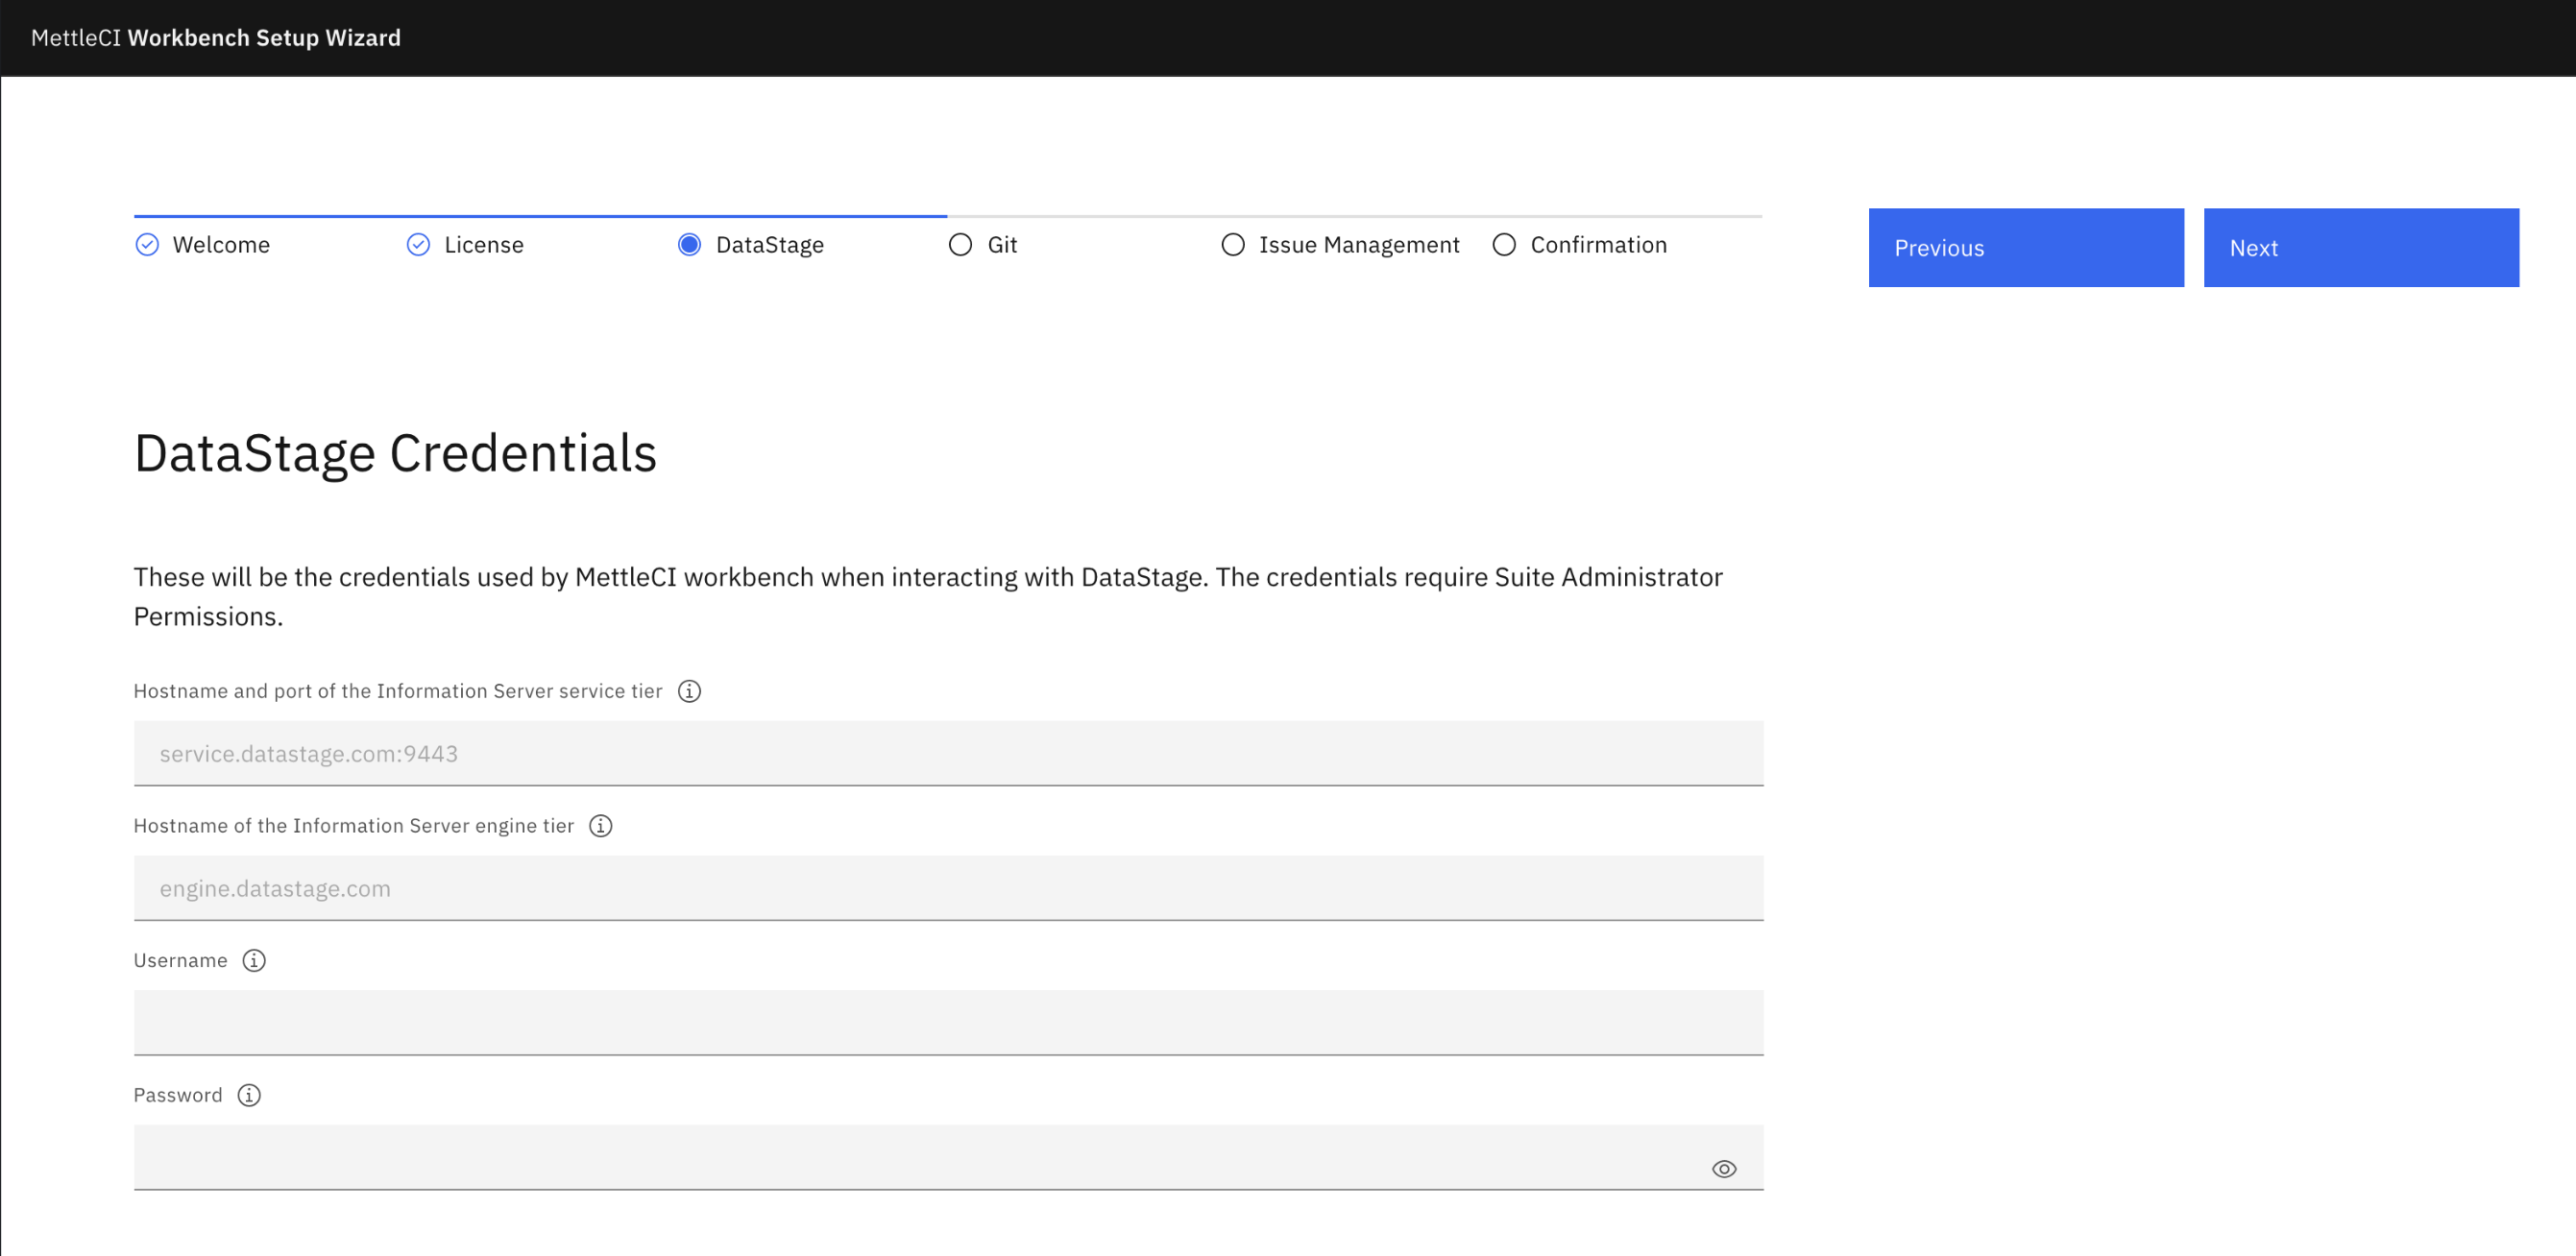 MettleCI Workbench Setup Wizard
Welcome
License
DataStage
Git
Issue Management
Confirmation
Previous
Next
DataStage Credentials
These will be the credentials used by MettleCI workbench when interacting with DataStage. The credentials require Suite Administrator
Permissions.
Hostname and port of the Information Server service tier
service.datastage.com:9443
Hostname of the Information Server engine tier
engine.datastage.com
Username
Password